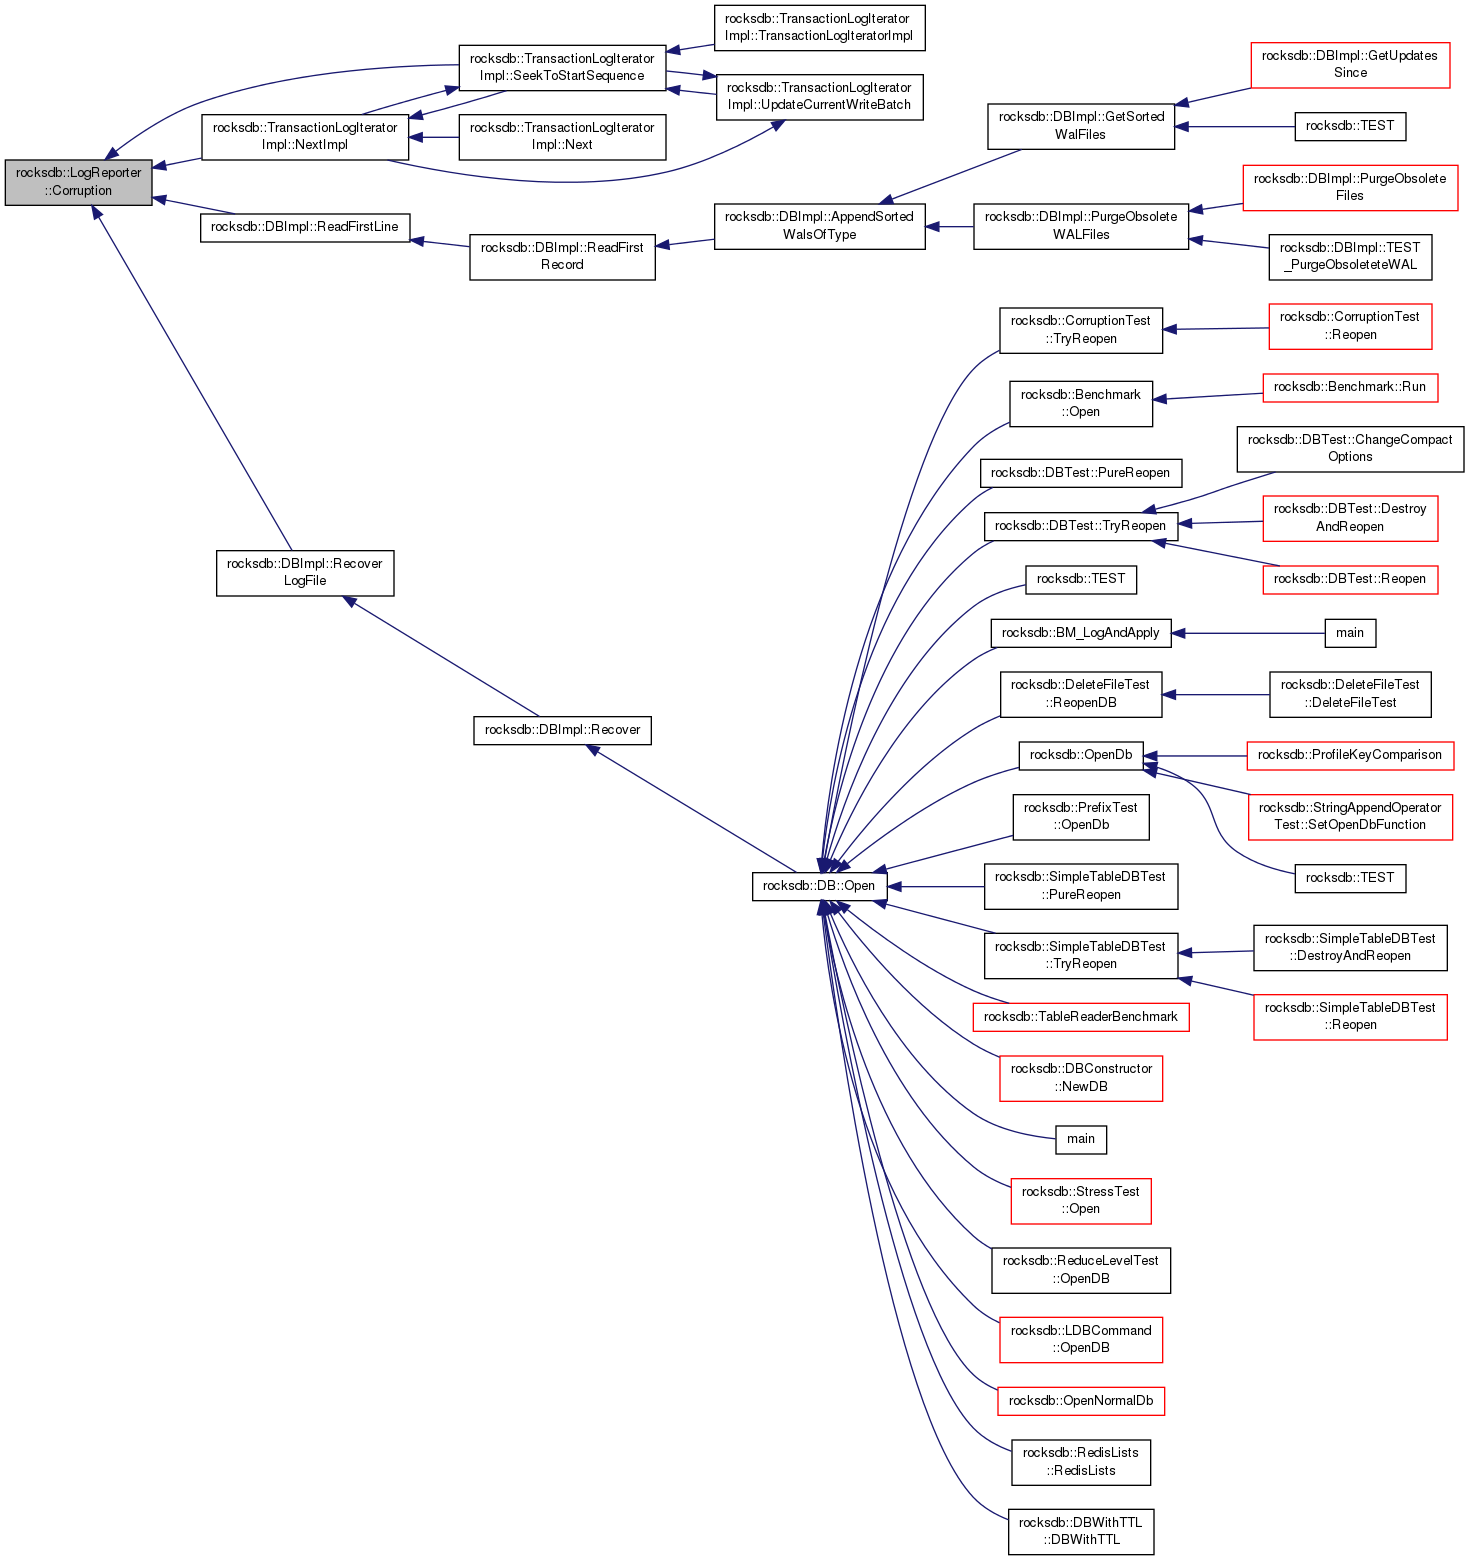 rocksdb::LogReporter
::Corruption
rocksdb::TransactionLogIterator
Impl::SeekToStartSequence
rocksdb::TransactionLogIterator
Impl::NextImpl
rocksdb::DBImpl::ReadFirstLine
rocksdb::DBImpl::Recover
LogFile
rocksdb::TransactionLogIterator
Impl::TransactionLogIteratorImpl
rocksdb::TransactionLogIterator
Impl::UpdateCurrentWriteBatch
rocksdb::TransactionLogIterator
Impl::Next
rocksdb::DBImpl::ReadFirst
Record
rocksdb::DBImpl::AppendSorted
WalsOfType
rocksdb::DBImpl::GetSorted
WalFiles
rocksdb::DBImpl::GetUpdates
Since
rocksdb::TEST
rocksdb::DBImpl::PurgeObsolete
WALFiles
rocksdb::DBImpl::PurgeObsolete
Files
rocksdb::DBImpl::TEST
_PurgeObsoleteteWAL
rocksdb::DBImpl::Recover
rocksdb::DB::Open
rocksdb::CorruptionTest
::TryReopen
rocksdb::CorruptionTest
::Reopen
rocksdb::Benchmark
::Open
rocksdb::Benchmark::Run
rocksdb::DBTest::PureReopen
rocksdb::DBTest::TryReopen
rocksdb::DBTest::ChangeCompact
Options
rocksdb::DBTest::Destroy
AndReopen
rocksdb::DBTest::Reopen
rocksdb::TEST
rocksdb::BM_LogAndApply
main
rocksdb::DeleteFileTest
::ReopenDB
rocksdb::DeleteFileTest
::DeleteFileTest
rocksdb::OpenDb
rocksdb::ProfileKeyComparison
rocksdb::StringAppendOperator
Test::SetOpenDbFunction
rocksdb::TEST
rocksdb::PrefixTest
::OpenDb
rocksdb::SimpleTableDBTest
::PureReopen
rocksdb::SimpleTableDBTest
::TryReopen
rocksdb::SimpleTableDBTest
::DestroyAndReopen
rocksdb::SimpleTableDBTest
::Reopen
rocksdb::TableReaderBenchmark
rocksdb::DBConstructor
::NewDB
main
rocksdb::StressTest
::Open
rocksdb::ReduceLevelTest
::OpenDB
rocksdb::LDBCommand
::OpenDB
rocksdb::OpenNormalDb
rocksdb::RedisLists
::RedisLists
rocksdb::DBWithTTL
::DBWithTTL